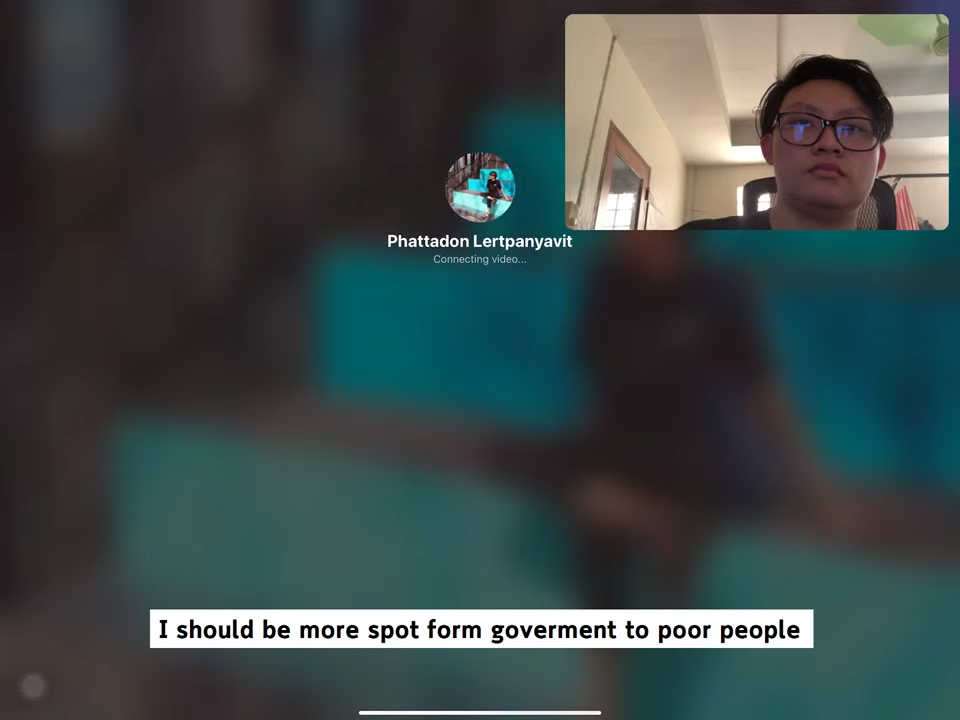 Phattadon Lertpanyavit
Connecting video...
I should be more spot form goverment to poor people